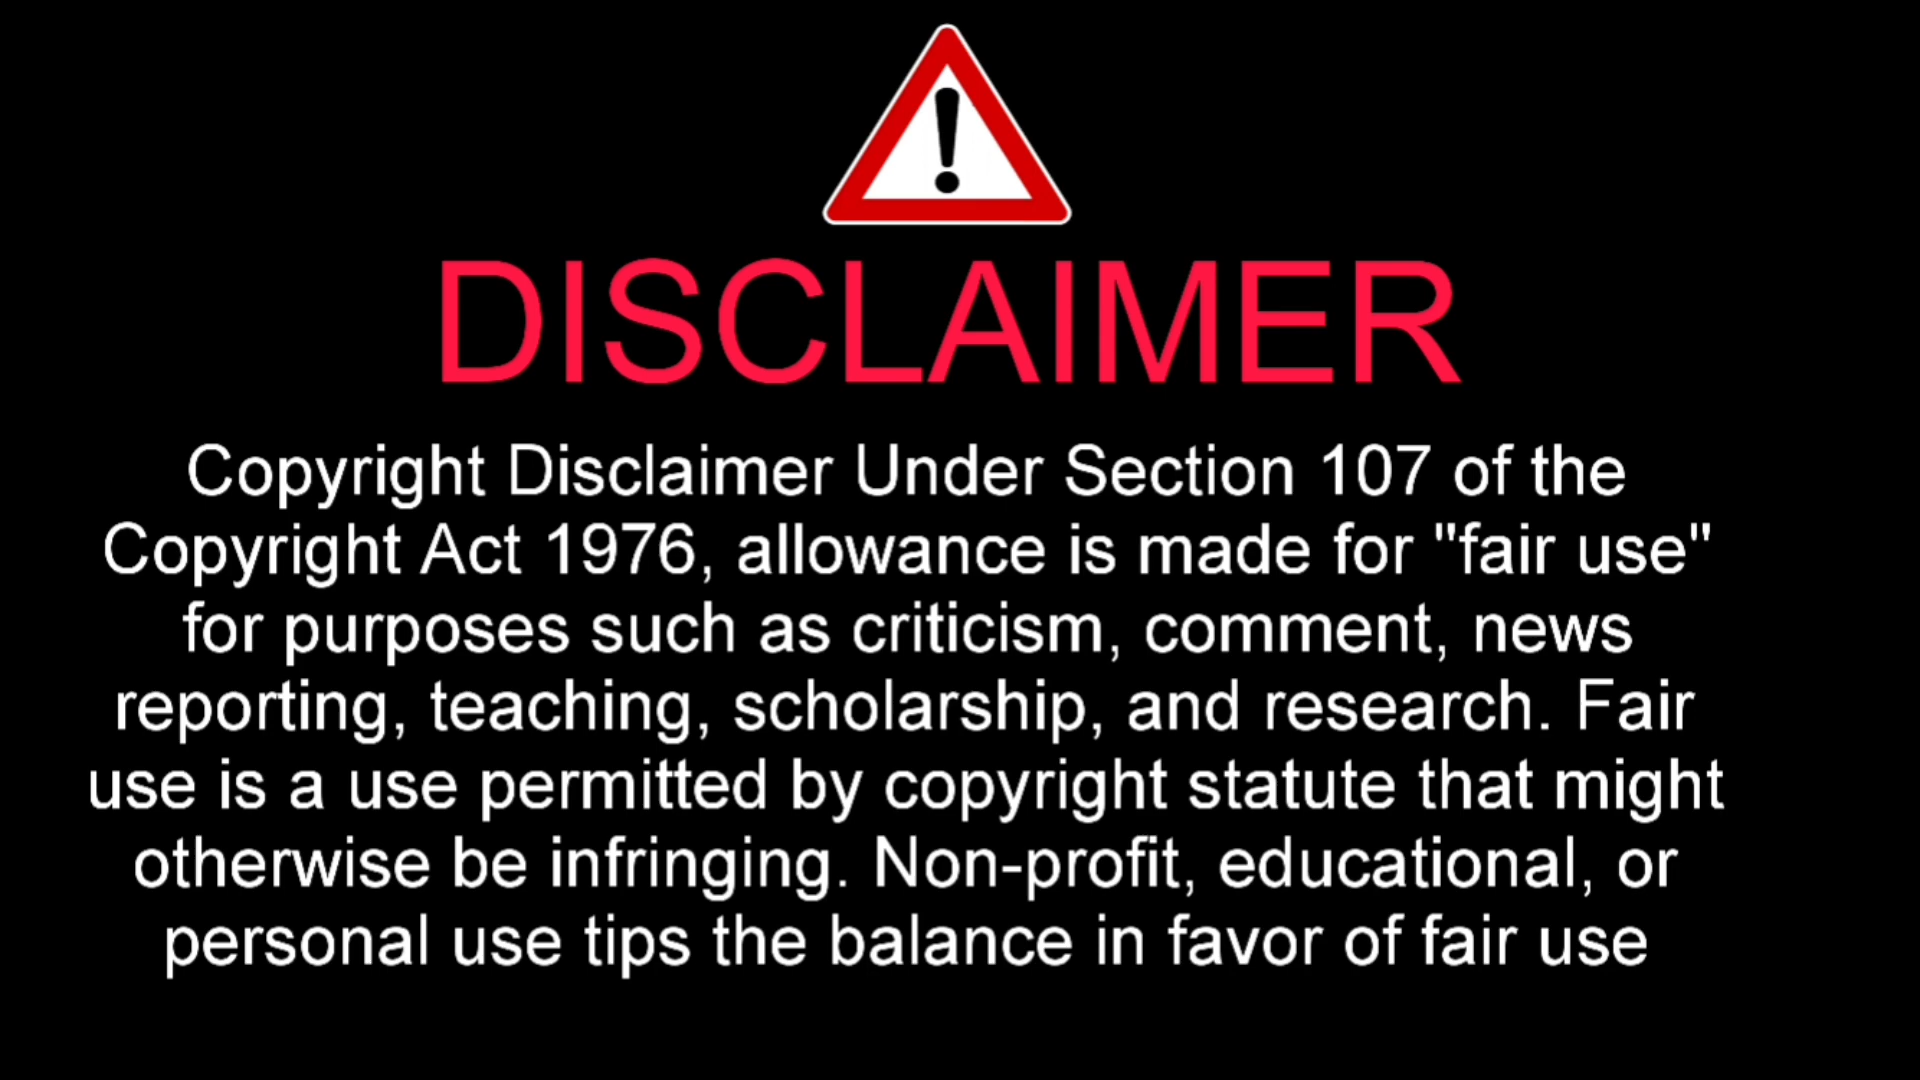 DISCLAIMER
Copyright Disclaimer Under Section 107 of the
Copyright Act 1976, allowance is made for "fair use"
for purposes such as criticism, comment, news
reporting, teaching, scholarship, and research. Fair
use is a use permitted by copyright statute that might
otherwise be infringing. Non-profit, educational, or
personal use tips the balance in favor of fair use